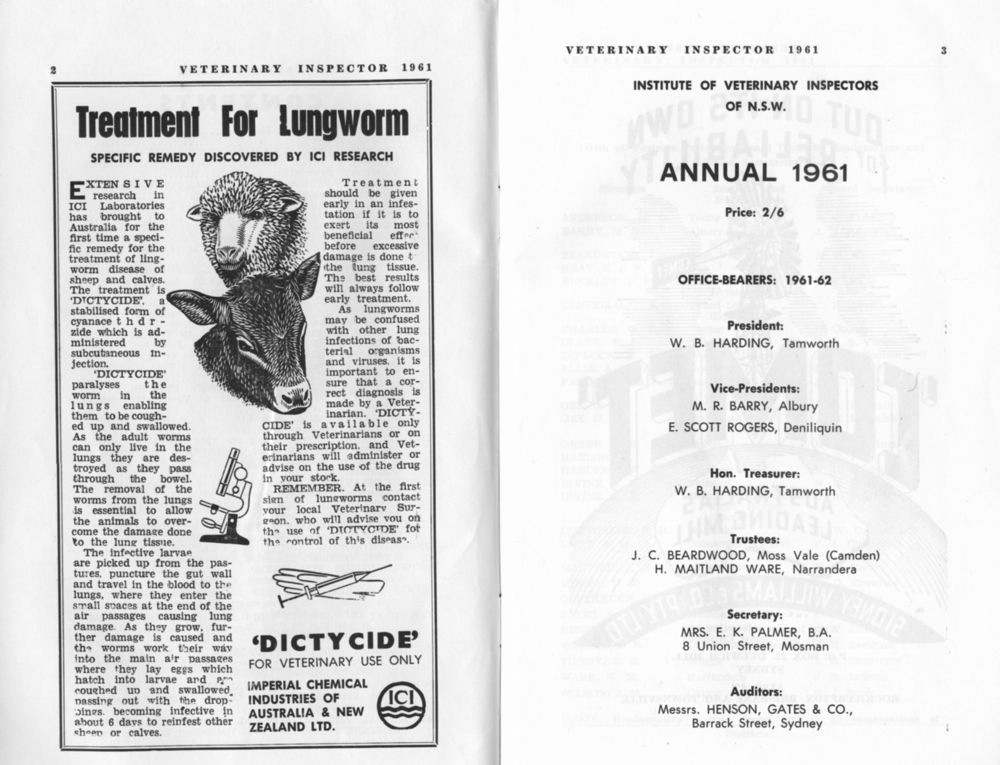 2 VETERINARY INSPECTOR 1961
Treatment For Lungworm
SPECIFIC REMEDY DISCOVERED BY ICI RESEARCH
EXTENSIVE
research in
ICI Laboratories
has brought to
Australia for the
first time a speci-
fic remedy for the
treatment of ling-
worm disease of
sheep and calves.
The treatment is
'DICTYCIDE', a
stabilised form of
cyanace t h d r -
zide which is ad-
ministered by
subcutaneous in-
jection.
'DICTYCIDE'
paralyses the
worm in the
lungs enabling
them to be cough-
ed up and swallowed.
As the adult worms
can only live in the
lungs they are des-
troyed as they pass
through the bowel.
The removal of the
worms from the lungs
is essential to allow
the animals to over-
come the damage done
to the lung tissue.
The infective larvae
are picked up from the pas-
tures, puncture the gut wall
and travel in the blood to the
lungs, where they enter the
small spaces at the end of the
air passages causing lung
damage. As they grow, fur-
ther damage is caused and
the worms work their way
into the main air passages
where they lay eggs which
hatch into larvae and are
coughed up and swallowed,
passing out with the drop-
pings, becoming infective in
about 6 days to reinfest other
sheep or calves.
Treatment
should be given
early in an infes-
tation if it is to
exert its most
beneficial effec
before excessive
damage is done t
the lung tissue.
The best results
will always follow
early treatment.
As lungworms
may be confused
with other lung
infections of bac-
terial organisms
and viruses, it is
important to en-
sure that a cor-
rect diagnosis is
made by a Veter-
inarian. 'DICTY-
CIDE' is available only
through Veterinarians or on
their prescription, and Vet-
erinarians will administer or
advise on the use of the drug
in your stock.
REMEMBER. At the first
sign of lungworms contact
your local Veterinary Sur-
geon, who will advise you on
the use of 'DICTYCIDE' for
the control of this disease.
'DICTYCIDE'
FOR VETERINARY USE ONLY
IMPERIAL CHEMICAL
INDUSTRIES OF
AUSTRALIA & NEW
ZEALAND LTD.
ICI
VETERINARY INSPECTOR 1961 3
INSTITUTE OF VETERINARY INSPECTORS
OF N.S.W.
ANNUAL 1961
Price: 2/6
OFFICE-BEARERS: 1961-62
President:
W. B. HARDING, Tamworth
Vice-Presidents:
M. R. BARRY, Albury
E. SCOTT ROGERS, Deniliquin
Hon. Treasurer:
W. B. HARDING, Tamworth
Trustees:
J. C. BEARDWOOD, Moss Vale (Camden)
H. MAITLAND WARE, Narrandera
Secretary:
MRS. E. K. PALMER, B.A.
8 Union Street, Mosman
Auditors:
Messrs. HENSON, GATES & CO.,
Barrack Street, Sydney